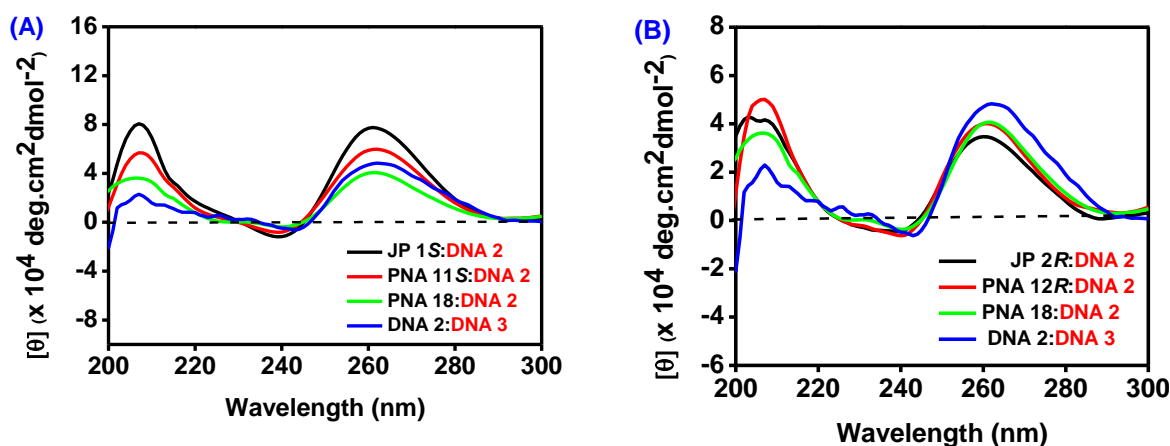 (A)
16
12
8
4
0
-4
-8
[θ] (x 10⁴ deg.cm²dmol⁻²)
JP 1S:DNA 2
PNA 11S:DNA 2
PNA 18:DNA 2
DNA 2:DNA 3
200 220 240 260 280 300
Wavelength (nm)
(B)
8
6
4
2
0
-2
-4
-6
[θ] (x 10⁴ deg.cm²dmol⁻²)
JP 2R:DNA 2
PNA 12R:DNA 2
PNA 18:DNA 2
DNA 2:DNA 3
200 220 240 260 280 300
Wavelength (nm)